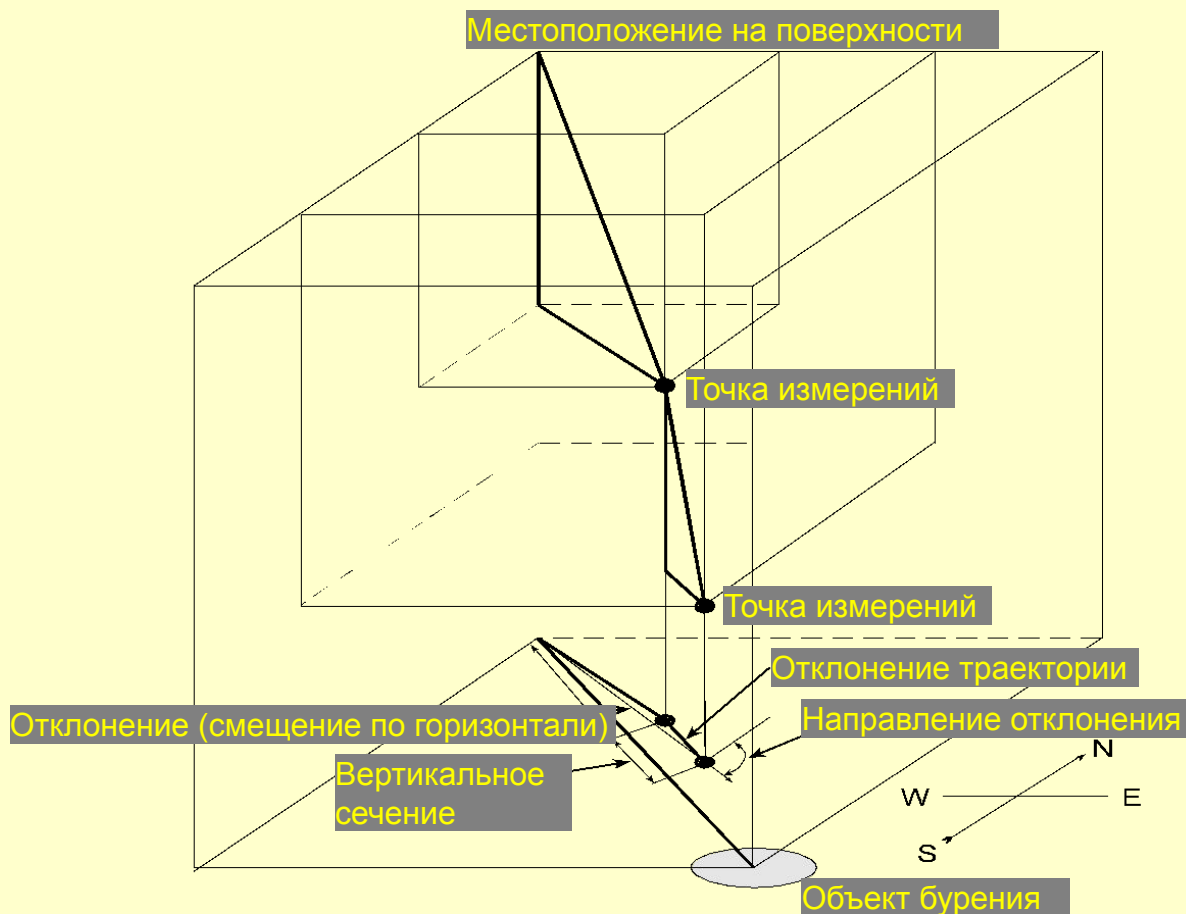 Местоположение на поверхности
Точка измерений
Точка измерений
Отклонение траектории
Отклонение (смещение по горизонтали)
Направление отклонения
N
Вертикальное
сечение
W
E
S
Объект бурения